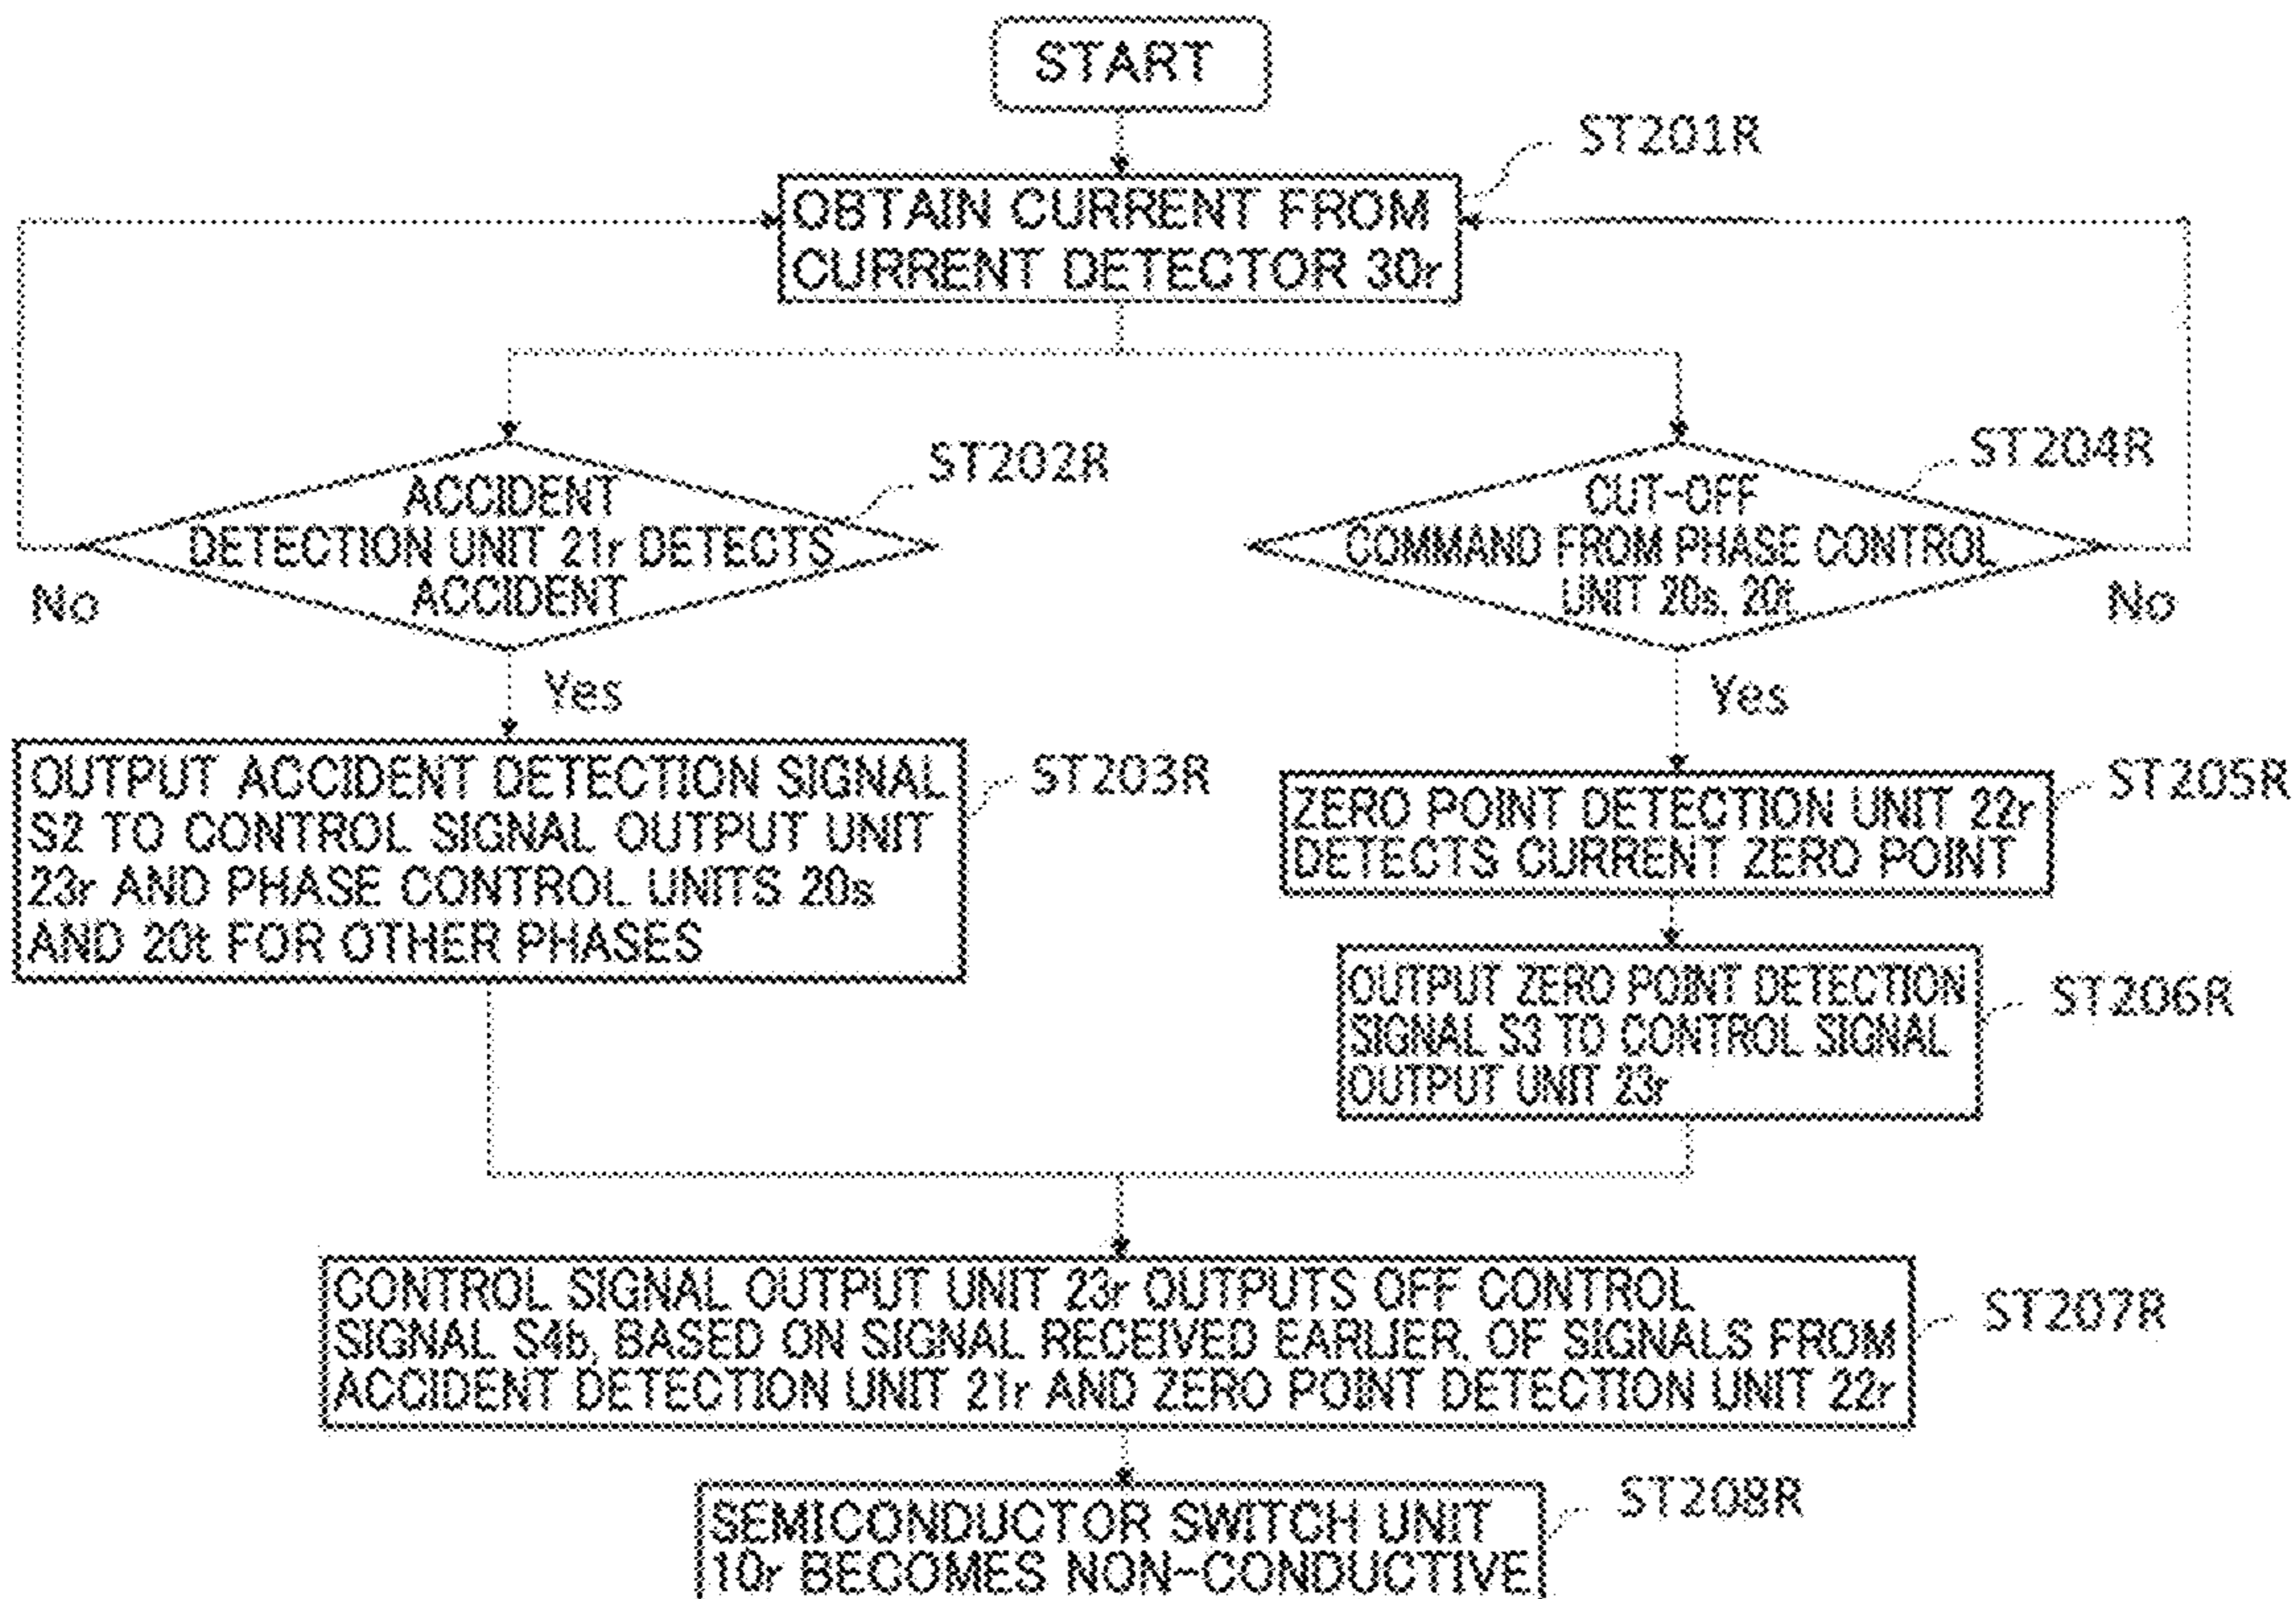 START
ST201R
OBTAIN CURRENT FROM
CURRENT DETECTOR 30r
ST202R
ACCIDENT
DETECTION UNIT 21r DETECTS
ACCIDENT
No
Yes
ST204R
CUT-OFF
COMMAND FROM PHASE CONTROL
UNIT 20s, 20t
No
Yes
ST203R
OUTPUT ACCIDENT DETECTION SIGNAL
S2 TO CONTROL SIGNAL OUTPUT UNIT
23r AND PHASE CONTROL UNITS 20s
AND 20t FOR OTHER PHASES
ST205R
ZERO POINT DETECTION UNIT 22r
DETECTS CURRENT ZERO POINT
ST206R
OUTPUT ZERO POINT DETECTION
SIGNAL S3 TO CONTROL SIGNAL
OUTPUT UNIT 23r
ST207R
CONTROL SIGNAL OUTPUT UNIT 23r OUTPUTS OFF CONTROL
SIGNAL S4b, BASED ON SIGNAL RECEIVED EARLIER, OF SIGNALS FROM
ACCIDENT DETECTION UNIT 21r AND ZERO POINT DETECTION UNIT 22r
ST208R
SEMICONDUCTOR SWITCH UNIT
10r BECOMES NON-CONDUCTIVE